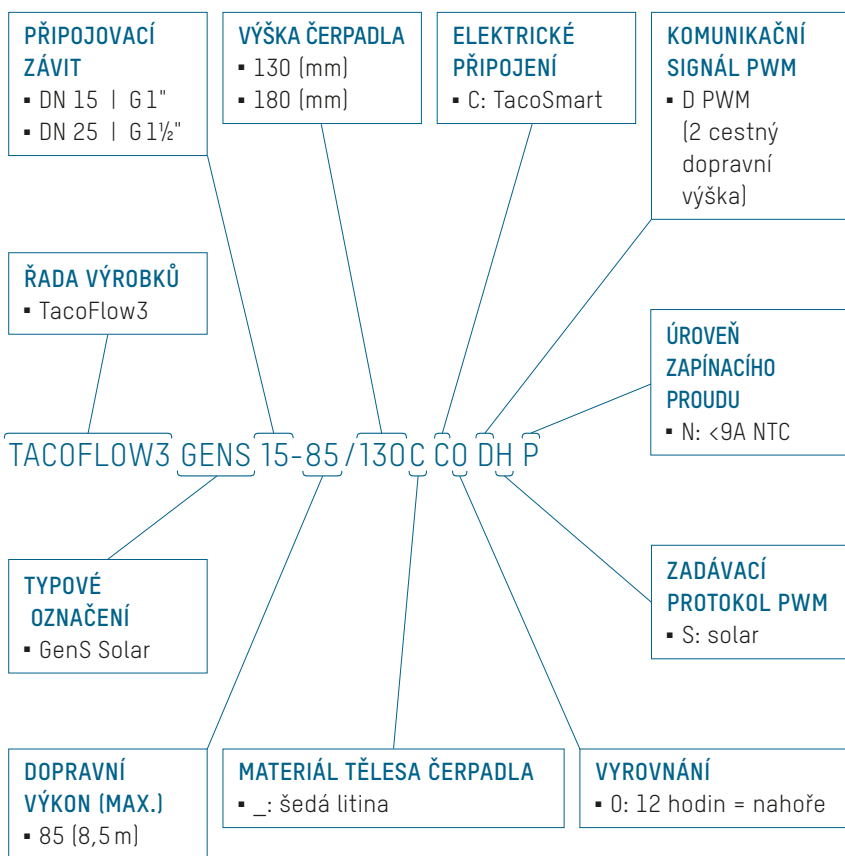 PŘIPOJOVACÍ
ZÁVIT
▪ DN 15 | G 1"
▪ DN 25 | G 1½"
VÝŠKA ČERPADLA
▪ 130 (mm)
▪ 180 (mm)
ELEKTRICKÉ
PŘIPOJENÍ
▪ C: TacoSmart
KOMUNIKAČNÍ
SIGNÁL PWM
▪ D PWM
(2 cestný
dopravní
výška)
ŘADA VÝROBKŮ
▪ TacoFlow3
ÚROVEŇ
ZAPÍNACÍHO
PROUDU
▪ N: <9A NTC
TACOFLOW3 GENS 15-85/130C CO DH P
TYPOVÉ
OZNAČENÍ
▪ GenS Solar
ZADÁVACÍ
PROTOKOL PWM
▪ S: solar
DOPRAVNÍ
VÝKON (MAX.)
▪ 85 (8,5 m)
MATERIÁL TĚLESA ČERPADLA
▪ _: šedá litina
VYROVNÁNÍ
▪ 0: 12 hodin = nahoře